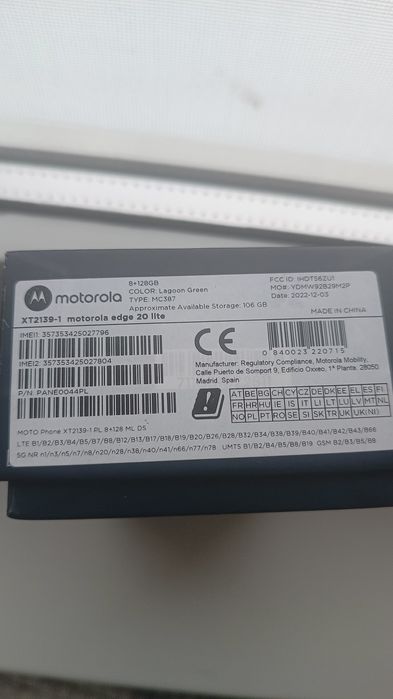 motorola
8+128GB
COLOR: Lagoon Green
TYPE: MC3B7
Approximate Available Storage: 106 GB
FCC ID: IHDT56ZU1
MO#: YDMW92B29M2P
Date: 2022-12-03
MADE IN CHINA
XT2139-1 motorola edge 20 lite
IMEI1: 357353425027796
CE
0 840023 220715
IMEI2: 357353425027804
Manufacturer: Regulatory Compliance, Motorola Mobility,
Calle Puerto de Somport 9, Edificio Oxxeo, 1ª Planta, 28050,
Madrid Spain
P/N: PANE0044PL
AT BE BG CH CY CZ DE DK EE EL ES FI
FR HR HU IE IS IT LI LT LU LV MT NL
NO PL PT RO SE SI SK TR UK UK(NI)
MOTO Phone XT2139-1 PL 8+128 ML DS
LTE B1/B2/B3/B4/B5/B7/B8/B12/B13/B17/B18/B19/B20/B26/B28/B32/B34/B38/B39/B40/B41/B42/B43/B66
5G NR n1/n3/n5/n7/n8/n20/n28/n38/n40/n41/n66/n77/n78 UMTS B1/B2/B4/B5/B8/B19 GSM B2/B3/B5/B8